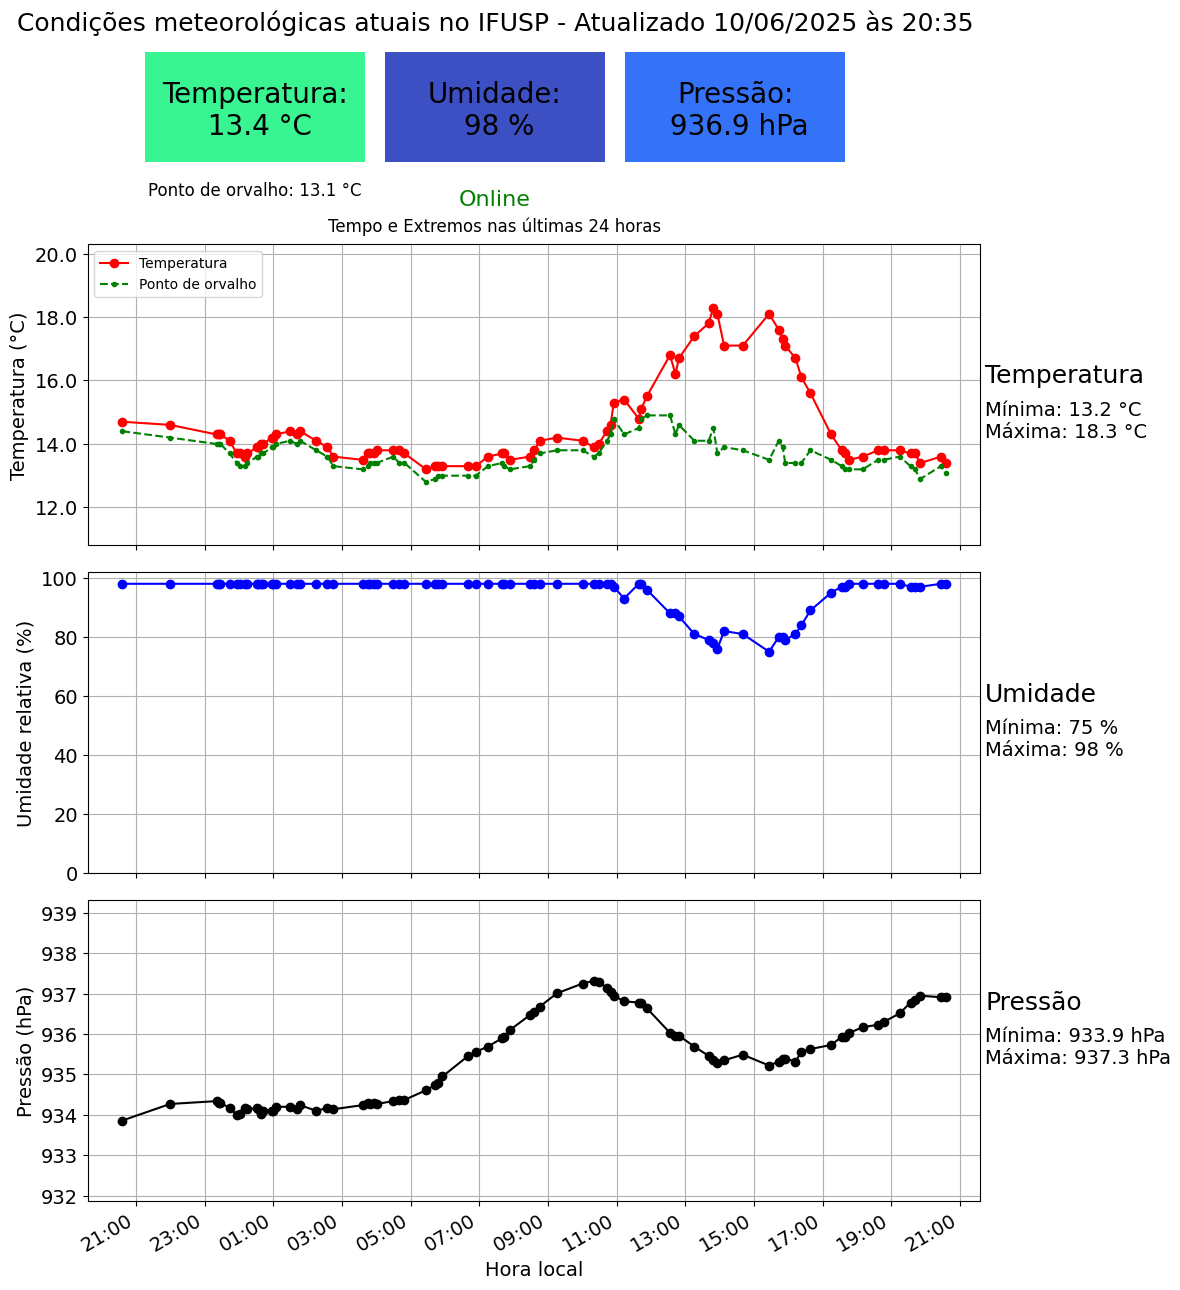 Condições meteorológicas atuais no IFUSP - Atualizado 10/06/2025 às 20:35
Temperatura:
13.4 °C
Umidade:
98 %
Pressão:
936.9 hPa
Ponto de orvalho: 13.1 °C
Online
Tempo e Extremos nas últimas 24 horas
Temperatura (°C)
20.0
18.0
16.0
14.0
12.0
Temperatura
Ponto de orvalho
Temperatura
Mínima: 13.2 °C
Máxima: 18.3 °C
Umidade relativa (%)
100
80
60
40
20
0
Umidade
Mínima: 75 %
Máxima: 98 %
Pressão (hPa)
939
938
937
936
935
934
933
932
Pressão
Mínima: 933.9 hPa
Máxima: 937.3 hPa
21:00
23:00
01:00
03:00
05:00
07:00
09:00
11:00
13:00
15:00
17:00
19:00
21:00
Hora local